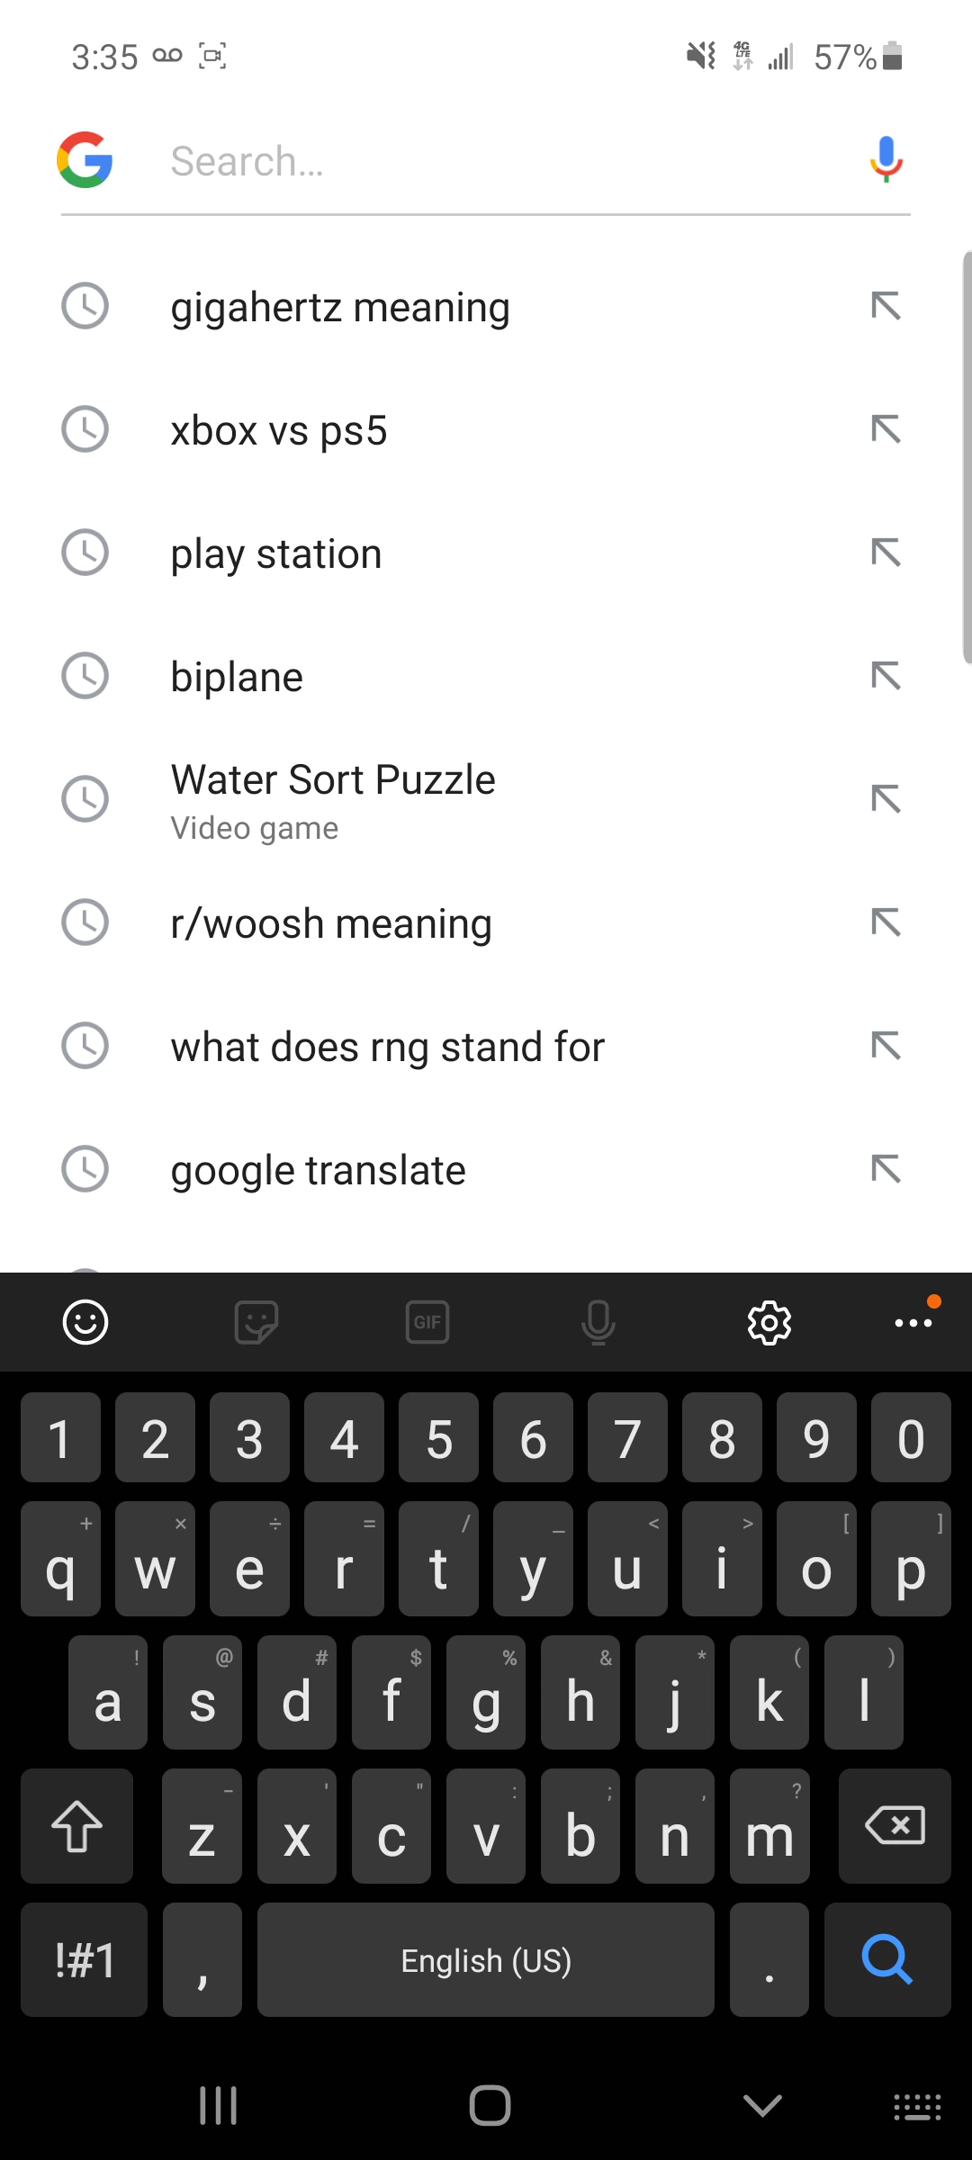 3:35 4G LTE 57%
G Search...
gigahertz meaning
xbox vs ps5
play station
biplane
Water Sort Puzzle
Video game
r/woosh meaning
what does rng stand for
google translate
GIF
1 2 3 4 5 6 7 8 9 0
+ × ÷ = / _ < > [ ]
q w e r t y u i o p
! @ # $ % & * ( )
a s d f g h j k l
- ' " : ; , ?
z x c v b n m
!#1 , English (US) .